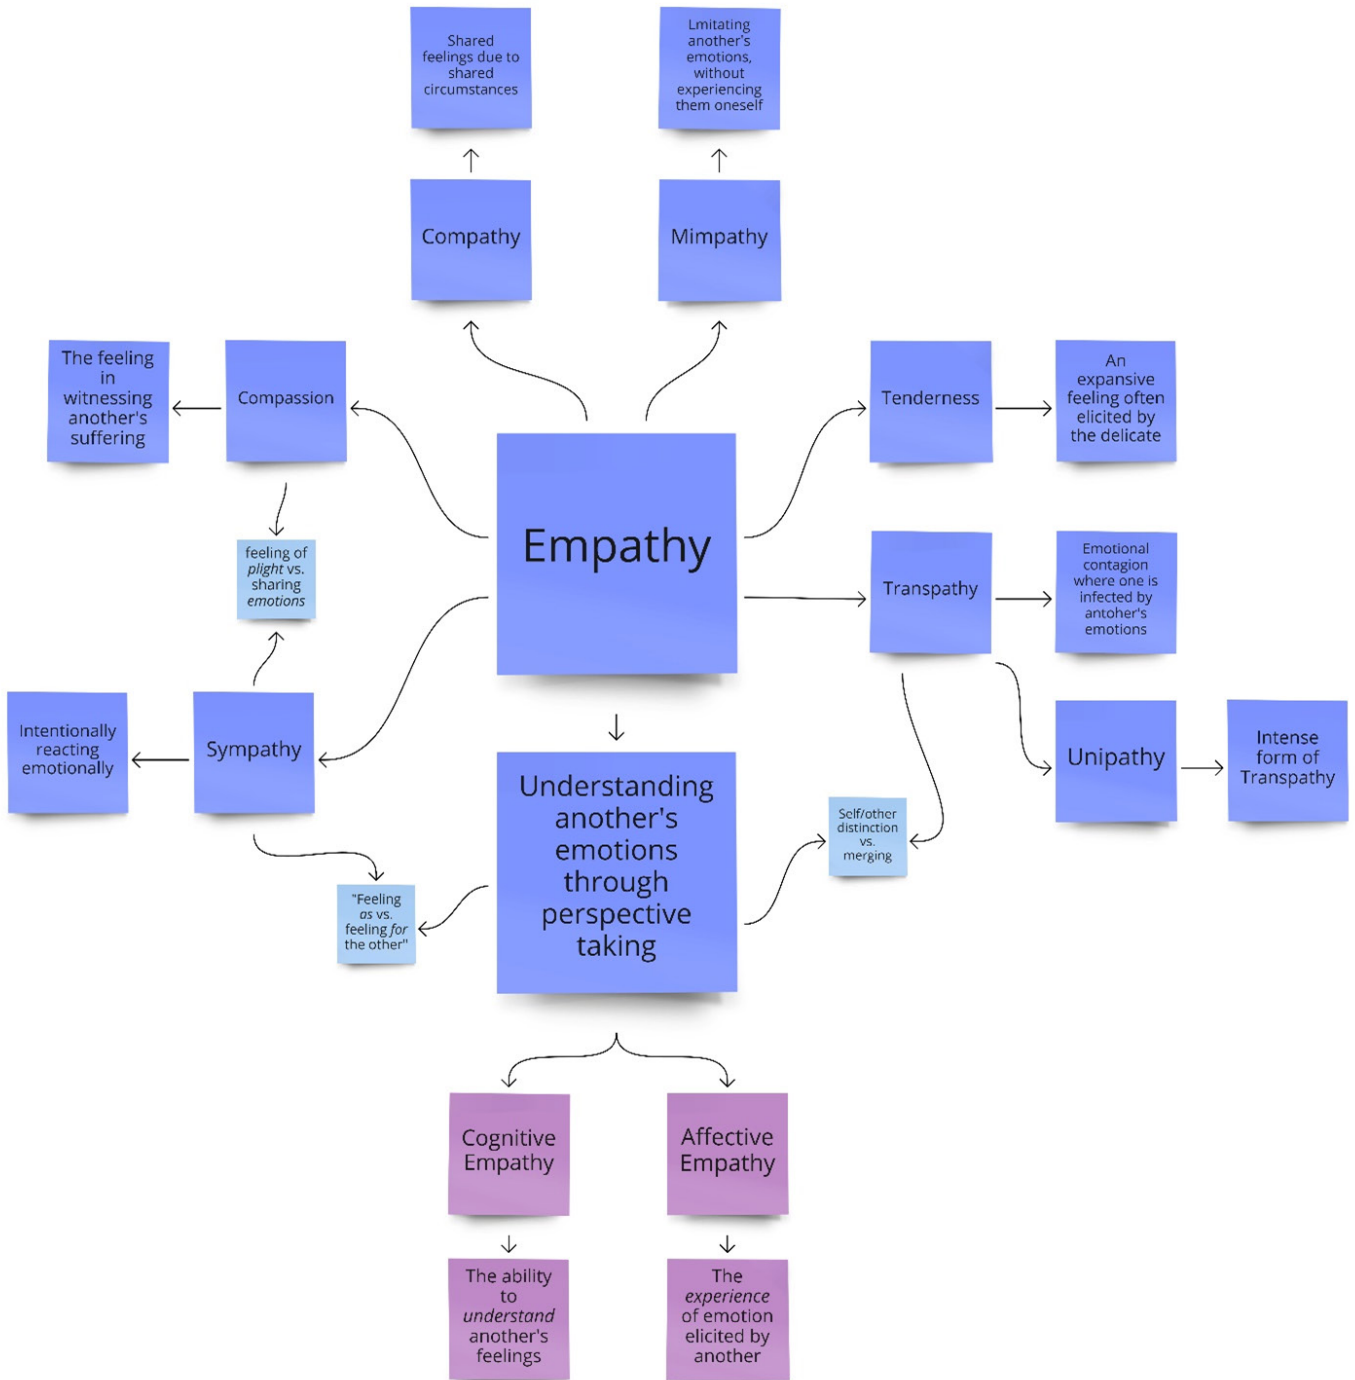 Shared
feelings due to
shared
circumstances
Lmitating
another's
emotions,
without
experiencing
them oneself
Compathy
Mimpathy
The feeling
in
witnessing
another's
suffering
Compassion
Tenderness
An
expansive
feeling often
elicited by
the delicate
Empathy
feeling of
plight vs.
sharing
emotions
Transpathy
Emotional
contagion
where one is
infected by
antoher's
emotions
Intentionally
reacting
emotionally
Sympathy
Understanding
another's
emotions
through
perspective
taking
Unipathy
Intense
form of
Transpathy
Self/other
distinction
vs.
merging
"Feeling
as vs.
feeling for
the other"
Cognitive
Empathy
Affective
Empathy
The ability
to
understand
another's
feelings
The
experience
of emotion
elicited by
another